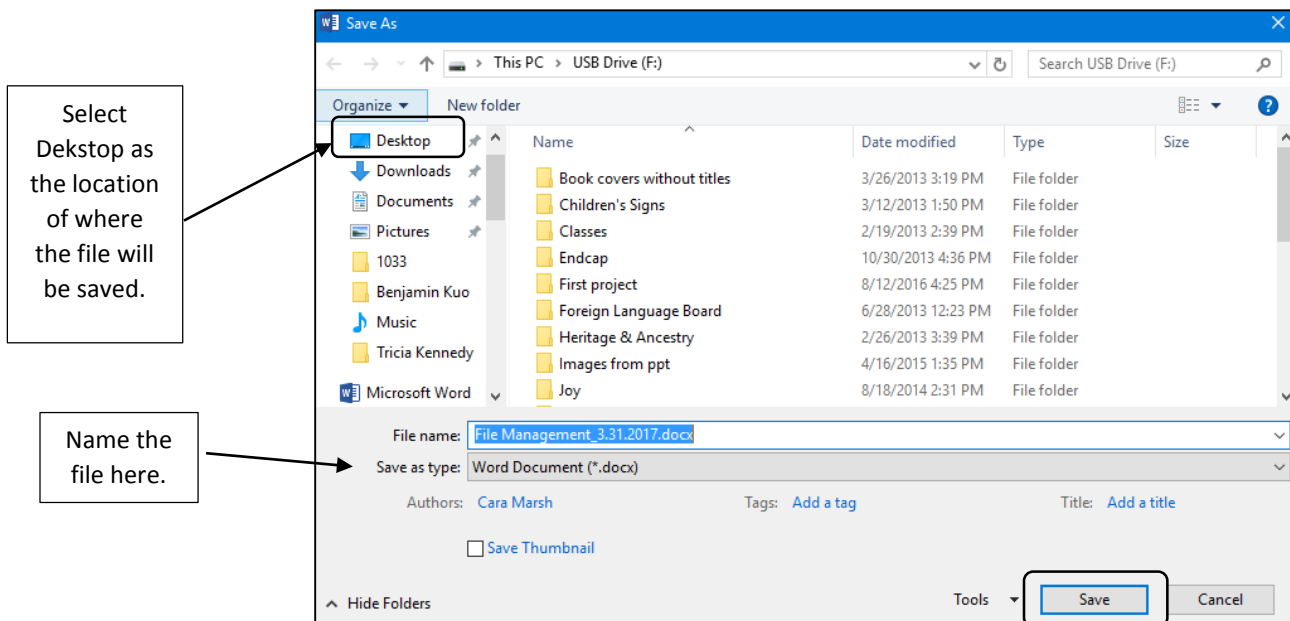 Save As
This PC > USB Drive (F:)
Search USB Drive (F:)
Organize
New folder
?
Select
Dekstop as
the location
of where
the file will
be saved.
Desktop
Downloads
Documents
Pictures
1033
Benjamin Kuo
Music
Tricia Kennedy
Microsoft Word
Name Date modified Type Size
Book covers without titles 3/26/2013 3:19 PM File folder
Children's Signs 3/12/2013 1:50 PM File folder
Classes 2/19/2013 2:39 PM File folder
Endcap 10/30/2013 4:36 PM File folder
First project 8/12/2016 4:25 PM File folder
Foreign Language Board 6/28/2013 12:23 PM File folder
Heritage & Ancestry 2/26/2013 3:39 PM File folder
Images from ppt 4/16/2015 1:35 PM File folder
Joy 8/18/2014 2:31 PM File folder
Name the
file here.
File name: File Management_3.31.2017.docx
Save as type: Word Document (*.docx)
Authors: Cara Marsh Tags: Add a tag Title: Add a title
Save Thumbnail
Hide Folders
Tools Save Cancel